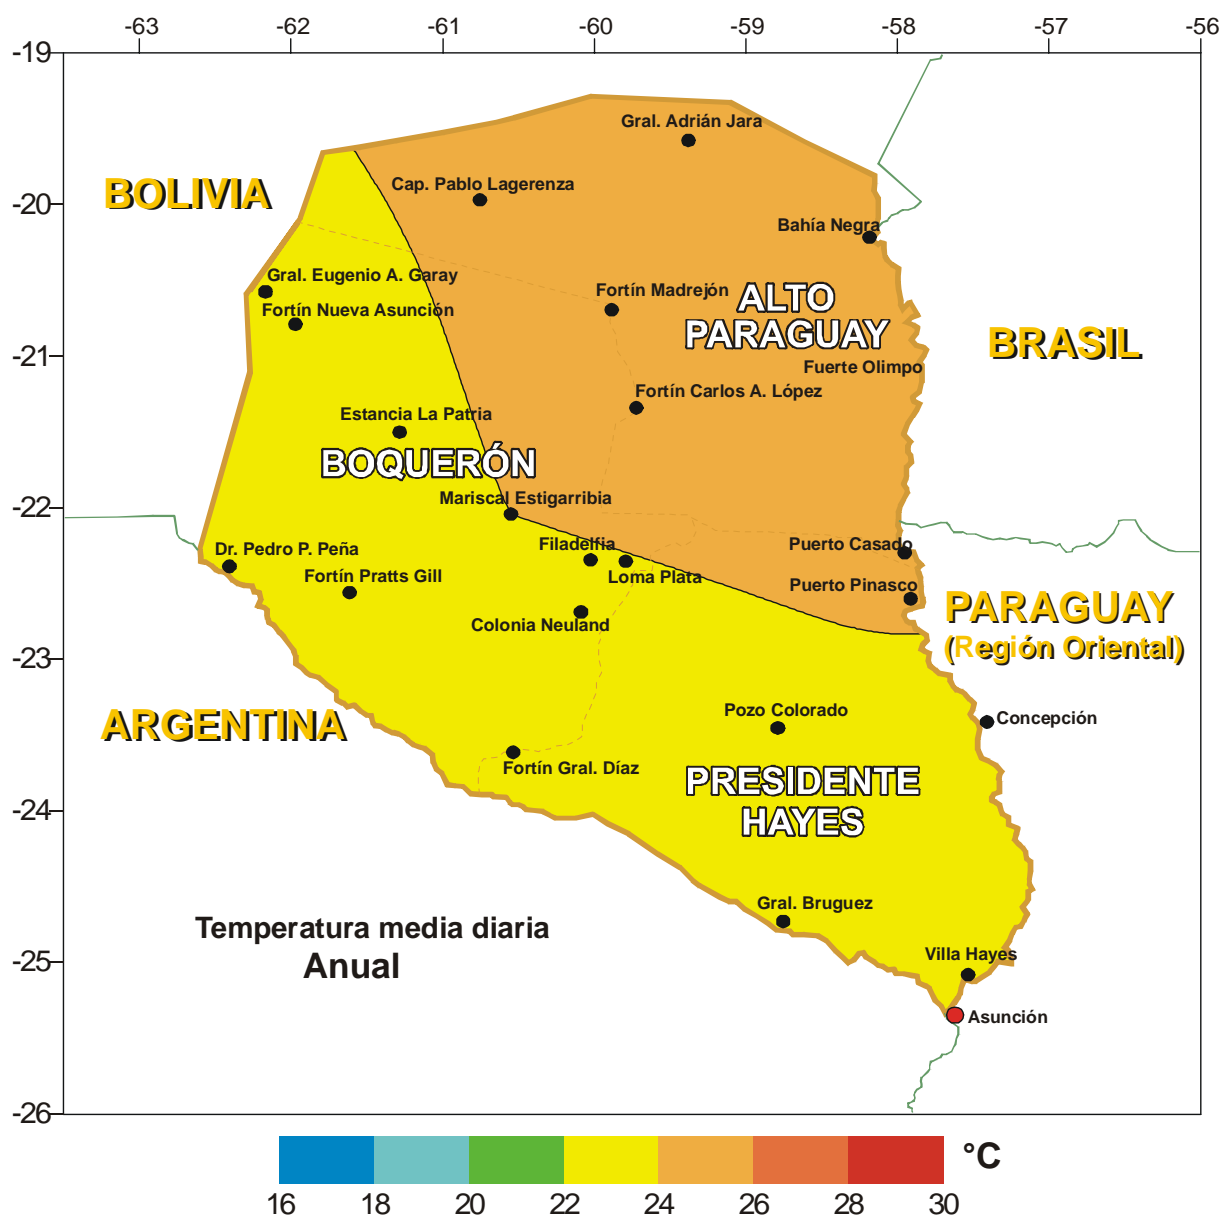 -63 -62 -61 -60 -59 -58 -57 -56
-19
Gral. Adrián Jara
Cap. Pablo Lagerenza
BOLIVIA
-20
Bahía Negra
Gral. Eugenio A. Garay
Fortín Madrejón
ALTO
PARAGUAY
Fortín Nueva Asunción
BRASIL
-21
Fuerte Olimpo
Fortín Carlos A. López
Estancia La Patria
BOQUERÓN
Mariscal Estigarribia
-22
Filadelfia
Puerto Casado
Dr. Pedro P. Peña
Fortín Pratts Gill
Loma Plata
Puerto Pinasco
PARAGUAY
(Región Oriental)
Colonia Neuland
-23
ARGENTINA
Pozo Colorado
Concepción
Fortín Gral. Díaz
PRESIDENTE
HAYES
-24
Gral. Bruguez
Temperatura media diaria
Anual
Villa Hayes
-25
Asunción
-26
°C
16 18 20 22 24 26 28 30